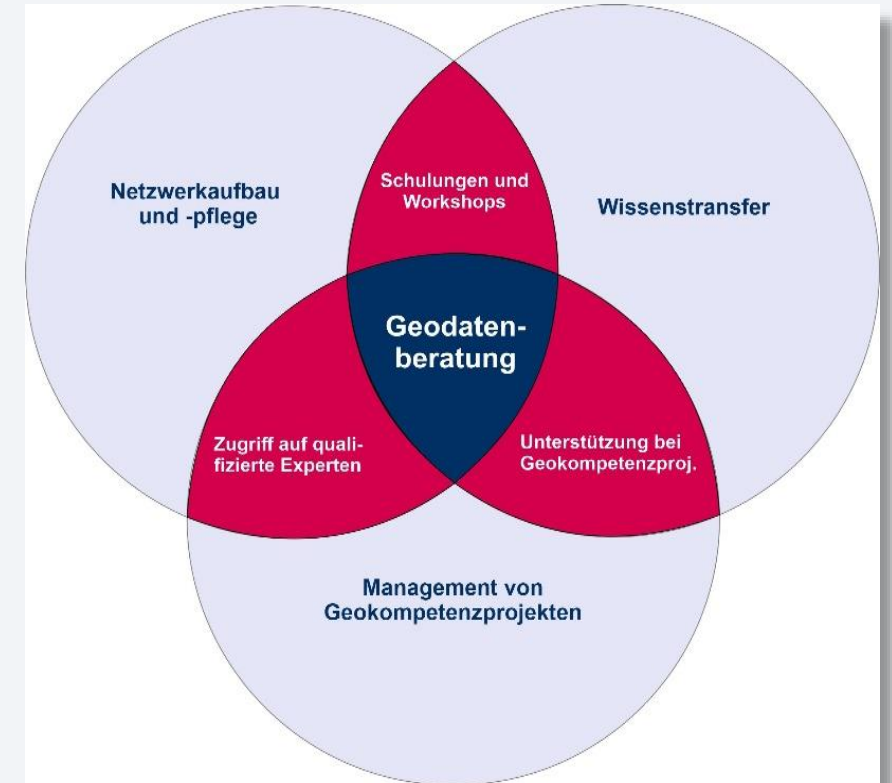 Schulungen und
Workshops
Netzwerkaufbau
und -pflege
Wissenstransfer
Geodaten-
beratung
Zugriff auf quali-
fizierte Experten
Unterstützung bei
Geokompetenzproj.
Management von
Geokompetenzprojekten